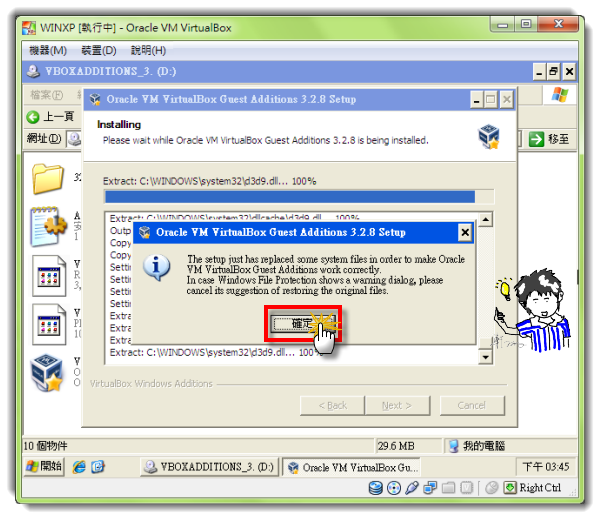 WINXP [執行中] - Oracle VM VirtualBox
機器(M) 裝置(D) 說明(H)
VBOXADDITIONS_3. (D:)
檔案(F)
Oracle VM VirtualBox Guest Additions 3.2.8 Setup
上一頁
Installing
Please wait while Oracle VM VirtualBox Guest Additions 3.2.8 is being installed.
網址(D)
移至
Extract: C:\WINDOWS\system32\d3d9.dll... 100%
Extract: C:\WINDOWS\system32\dllcache\d3d9.dll... 100%
Outp
Copy
Copy
Setti
Setti
Setti
Extra
Extra
Extra
Extract: C:\WINDOWS\system32\d3d9.dll... 100%
Oracle VM VirtualBox Guest Additions 3.2.8 Setup
The setup just has replaced some system files in order to make Oracle
VM VirtualBox Guest Additions work correctly.
In case Windows File Protection shows a warning dialog, please
cancel its suggestion of restoring the original files.
確定
VirtualBox Windows Additions
< Back Next > Cancel
10 個物件
29.6 MB
我的電腦
開始
VBOXADDITIONS_3. (D:)
Oracle VM VirtualBox Gu...
下午 03:45
Right Ctrl